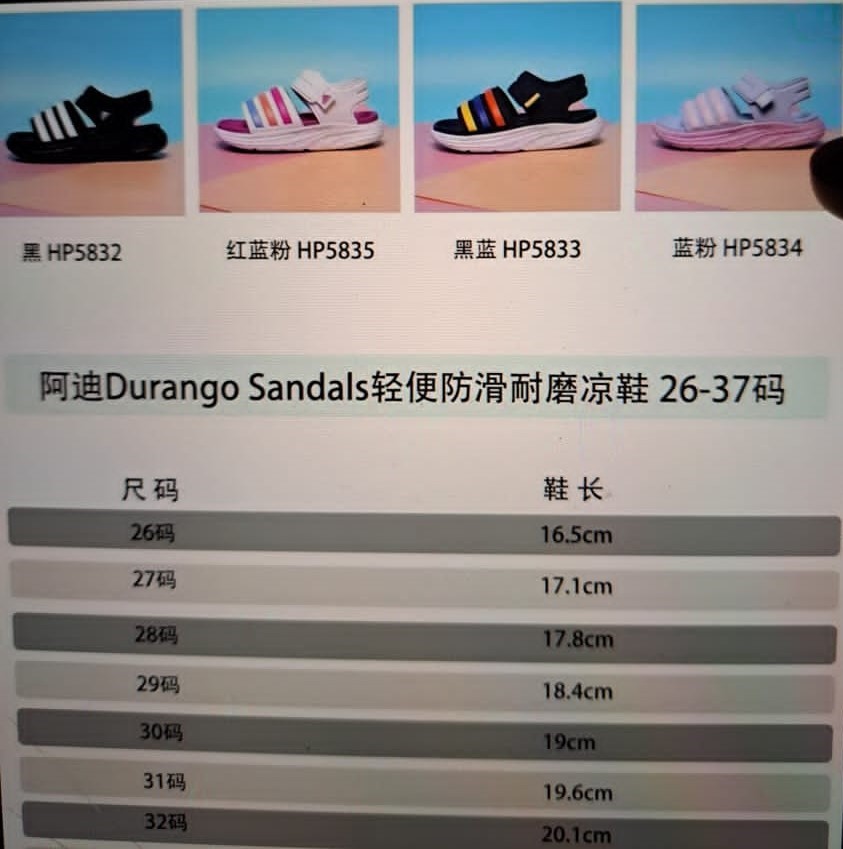 黑 HP5832 红蓝粉 HP5835 黑蓝 HP5833 蓝粉 HP5834
阿迪Durango Sandals轻便防滑耐磨凉鞋 26-37码
尺码 鞋长
26码 16.5cm
27码 17.1cm
28码 17.8cm
29码 18.4cm
30码 19cm
31码 19.6cm
32码 20.1cm